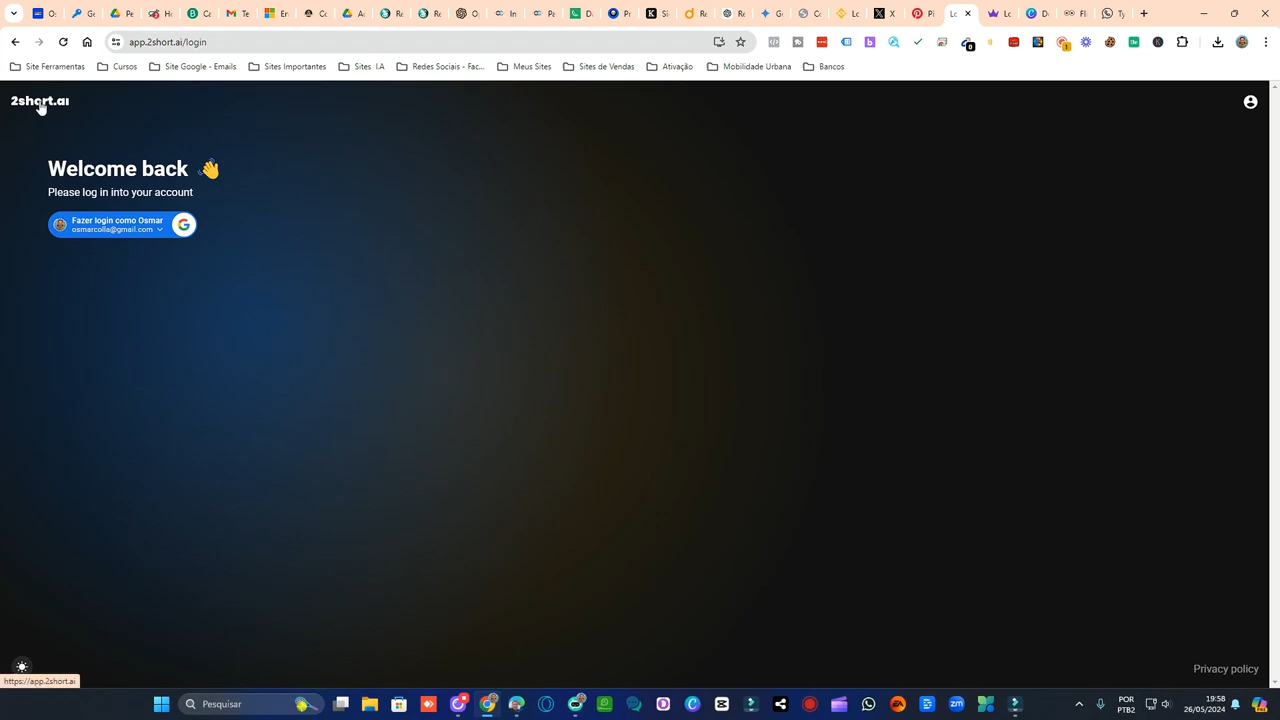 app.2short.ai/login
Site Ferramentas
Cursos
Site Google - Emails
Sites Importantes
Sites I.A
Redes Sociais - Fac...
Meus Sites
Sites de Vendas
Ativação
Mobilidade Urbana
Bancos
2short.ai
Welcome back 👋
Please log in into your account
Fazer login como Osmar
osmarcolla@gmail.com
Privacy policy
https://app.2short.ai
Pesquisar
POR
PTB2
19:58
26/05/2024